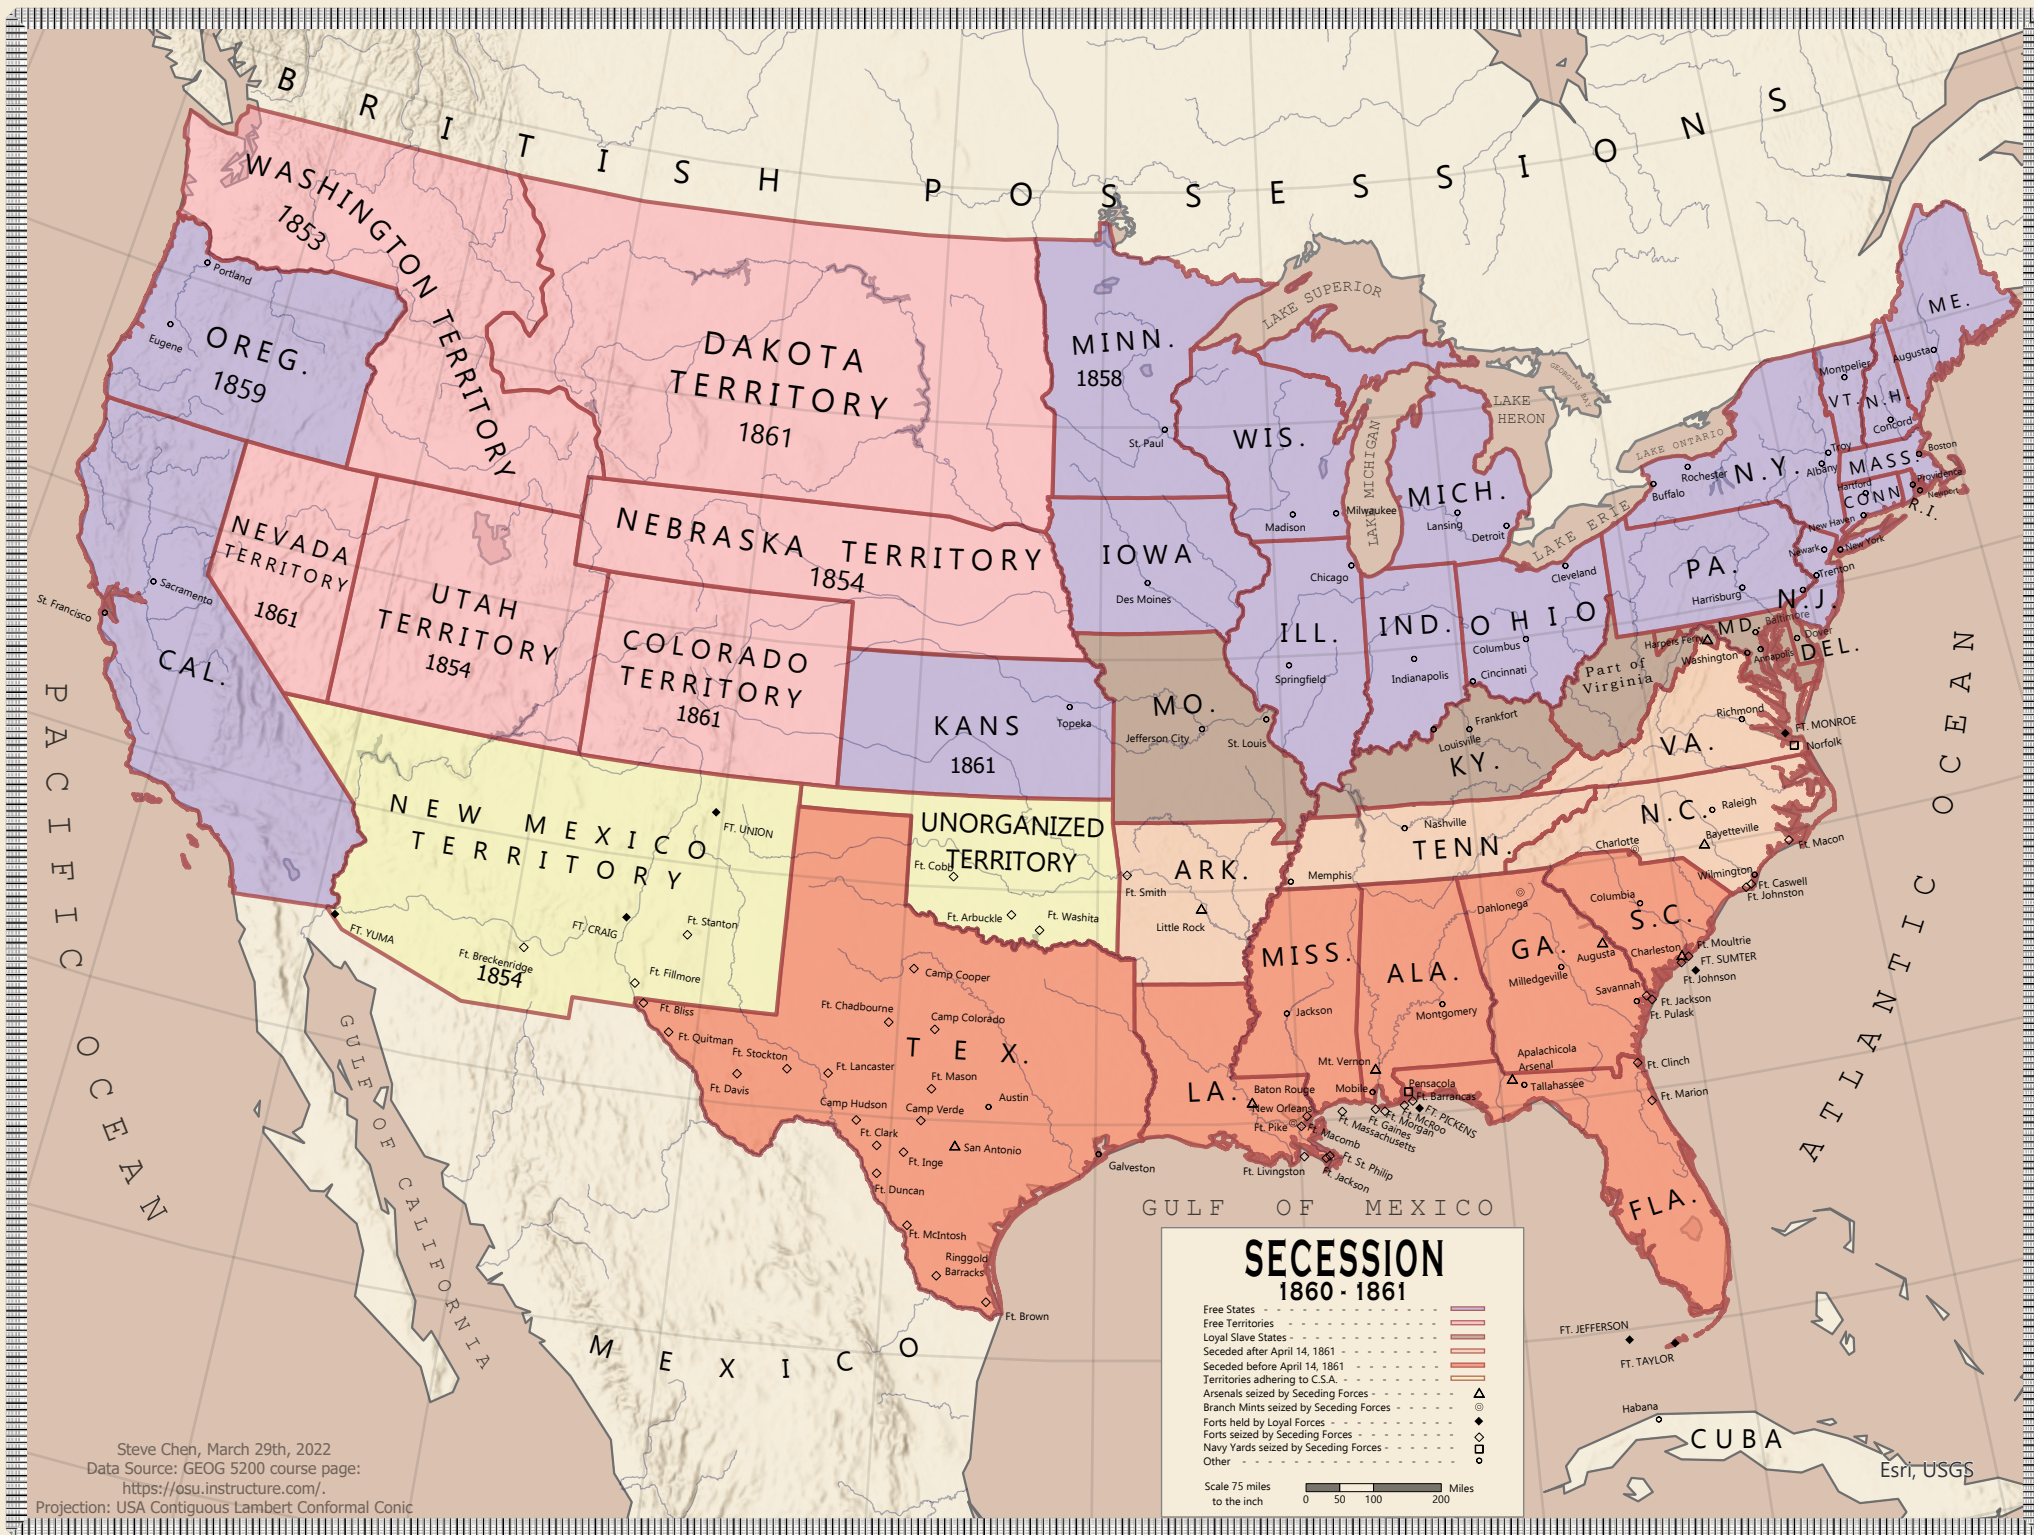 BRITISH POSSESSIONS
WASHINGTON TERRITORY
1853
Portland
Eugene
OREG.
1859
DAKOTA
TERRITORY
1861
MINN.
1858
St. Paul
LAKE SUPERIOR
WIS.
Madison
Milwaukee
LAKE MICHIGAN
MICH.
Lansing
Detroit
LAKE
HERON
GEORGIAN BAY
LAKE ONTARIO
LAKE ERIE
ME.
Augusta
Montpelier
VT.
N.H.
Concord
Boston
MASS.
Troy
Albany
Rochester
Buffalo
N.Y.
Hartford
CONN
Providence
Newport
R.I.
New Haven
New York
Newark
Trenton
PA.
Harrisburg
N.J.
NEVADA
TERRITORY
1861
St. Francisco
Sacramento
CAL.
UTAH
TERRITORY
1854
NEBRASKA TERRITORY
1854
COLORADO
TERRITORY
1861
KANS
1861
Topeka
IOWA
Des Moines
Chicago
ILL.
Springfield
IND.
Indianapolis
OHIO
Cleveland
Columbus
Cincinnati
MO.
Jefferson City
St. Louis
Frankfort
Louisville
KY.
Part of
Virginia
Harpers Ferry
MD.
Baltimore
Dover
Washington
Annapolis
DEL.
Richmond
FT. MONROE
Norfolk
VA.
PACIFIC OCEAN
ATLANTIC OCEAN
NEW MEXICO
TERRITORY
1854
FT. UNION
FT. CRAIG
Ft. Stanton
FT. YUMA
Ft. Breckenridge
Ft. Fillmore
UNORGANIZED
TERRITORY
Ft. Cobb
Ft. Arbuckle
Ft. Washita
ARK.
Ft. Smith
Little Rock
Nashville
TENN.
Memphis
N.C.
Raleigh
Bayetteville
Charlotte
Ft. Macon
Wilmington
Ft. Caswell
Ft. Johnston
Columbia
S.C.
Charleston
Ft. Moultrie
FT. SUMTER
Ft. Johnson
Dahlonega
GA.
Augusta
Milledgeville
Savannah
Ft. Jackson
Ft. Pulask
MISS.
Jackson
ALA.
Montgomery
Mt. Vernon
Mobile
Pensacola
Ft. Barrancas
FT. PICKENS
Ft. McRoo
Ft. Morgan
Ft. Gaines
Ft. Massachusetts
Apalachicola
Arsenal
Tallahassee
Ft. Clinch
Ft. Marion
FLA.
LA.
Baton Rouge
New Orleans
Ft. Pike
Ft. Macomb
Ft. St. Philip
Ft. Jackson
Ft. Livingston
TEX.
Ft. Bliss
Ft. Quitman
Ft. Stockton
Ft. Davis
Ft. Lancaster
Ft. Chadbourne
Camp Cooper
Camp Colorado
Ft. Mason
Austin
Camp Hudson
Camp Verde
Ft. Clark
Ft. Inge
San Antonio
Galveston
Ft. Duncan
Ft. McIntosh
Ringgold
Barracks
Ft. Brown
GULF OF CALIFORNIA
GULF OF MEXICO
MEXICO
FT. JEFFERSON
FT. TAYLOR
Habana
CUBA
SECESSION
1860 - 1861
Free States
Free Territories
Loyal Slave States
Seceded after April 14, 1861
Seceded before April 14, 1861
Territories adhering to C.S.A.
Arsenals seized by Seceding Forces
Branch Mints seized by Seceding Forces
Forts held by Loyal Forces
Forts seized by Seceding Forces
Navy Yards seized by Seceding Forces
Other
Scale 75 miles
to the inch
0 50 100 200 Miles
Steve Chen, March 29th, 2022
Data Source: GEOG 5200 course page:
https://osu.instructure.com/.
Projection: USA Contiguous Lambert Conformal Conic
Esri, USGS